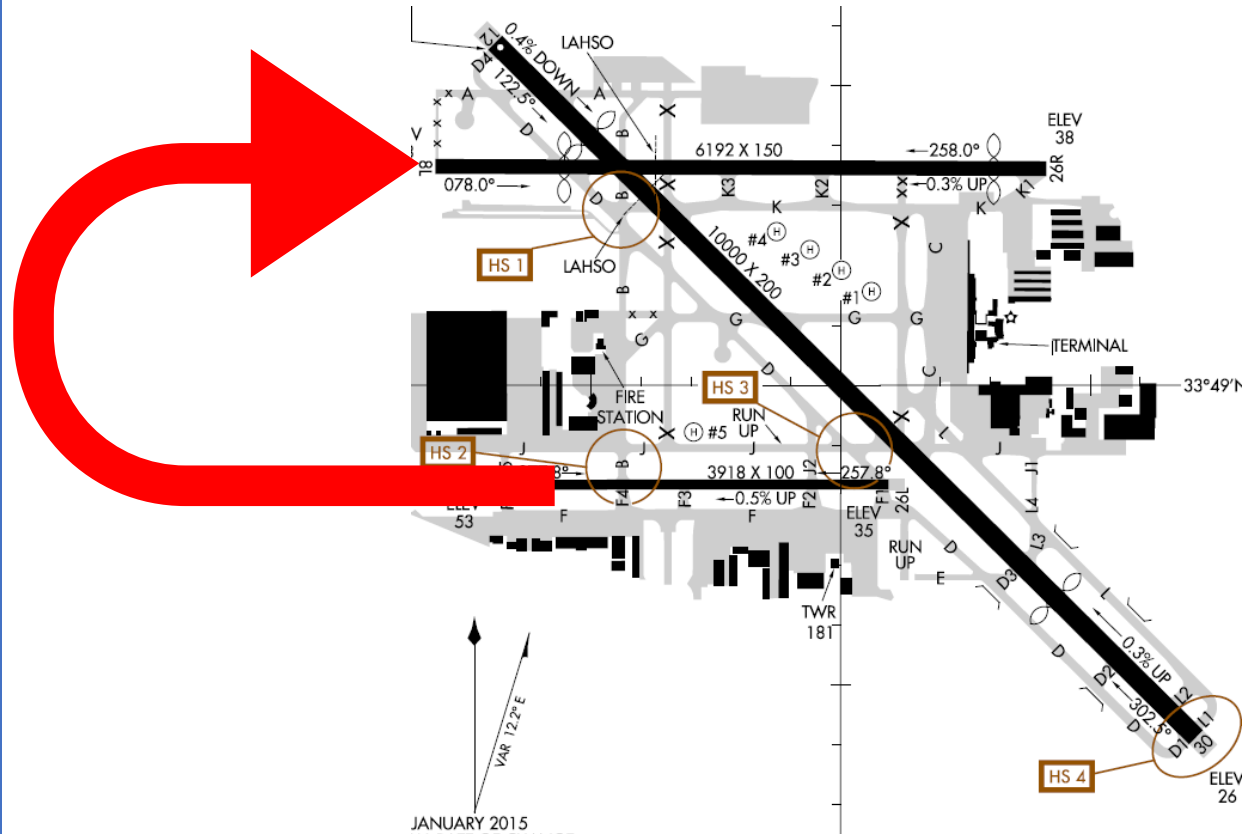 12
0.4% DOWN
LAHSO
D4
122.5°
x A
A
D
B
X
ELEV
38
V
6192 X 150
258.0°
26R
8L
078.0°
0.3% UP
D
B
X
K3
K2
x x
K1
K
K
X
HS 1
LAHSO
X
10000 X 200
#4 H
#3 H
#2 H
#1 H
C
B
x x
G
G
G
G
TERMINAL
D
C
HS 3
33°49'N
FIRE
STATION
RUN
UP
X
X
H #5
L
HS 2
J
J
J
J
B
J2
J1
8°
3918 X 100
257.8°
F4
F3
F2
F1
26L
0.5% UP
L4
ELEV
53
F
F
ELEV
35
RUN
UP
D
L3
E
D3
L
TWR
181
0.3% UP
D
D2
L2
302.5°
D
L1
D1
30
VAR 12.2° E
HS 4
ELEV
26
JANUARY 2015